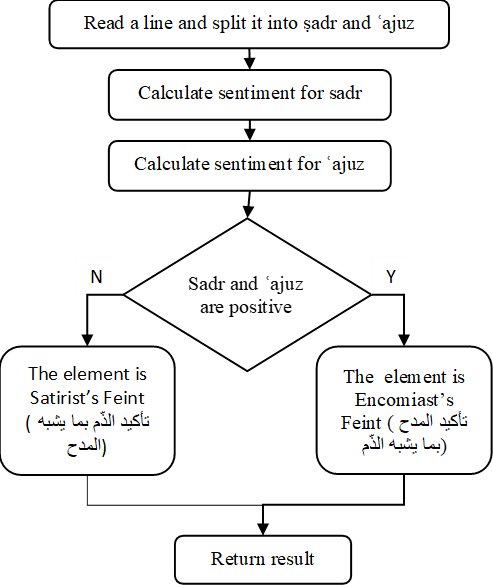 Read a line and split it into ṣadr and ʿajuz
Calculate sentiment for sadr
Calculate sentiment for ʿajuz
N
Y
Sadr and ʿajuz
are positive
The element is
Satirist’s Feint
( تأكيد الذّم بما يشبه
المدح)
The element is
Encomiast’s
Feint ( تأكيد المدح
بما يشبه الذّم)
Return result